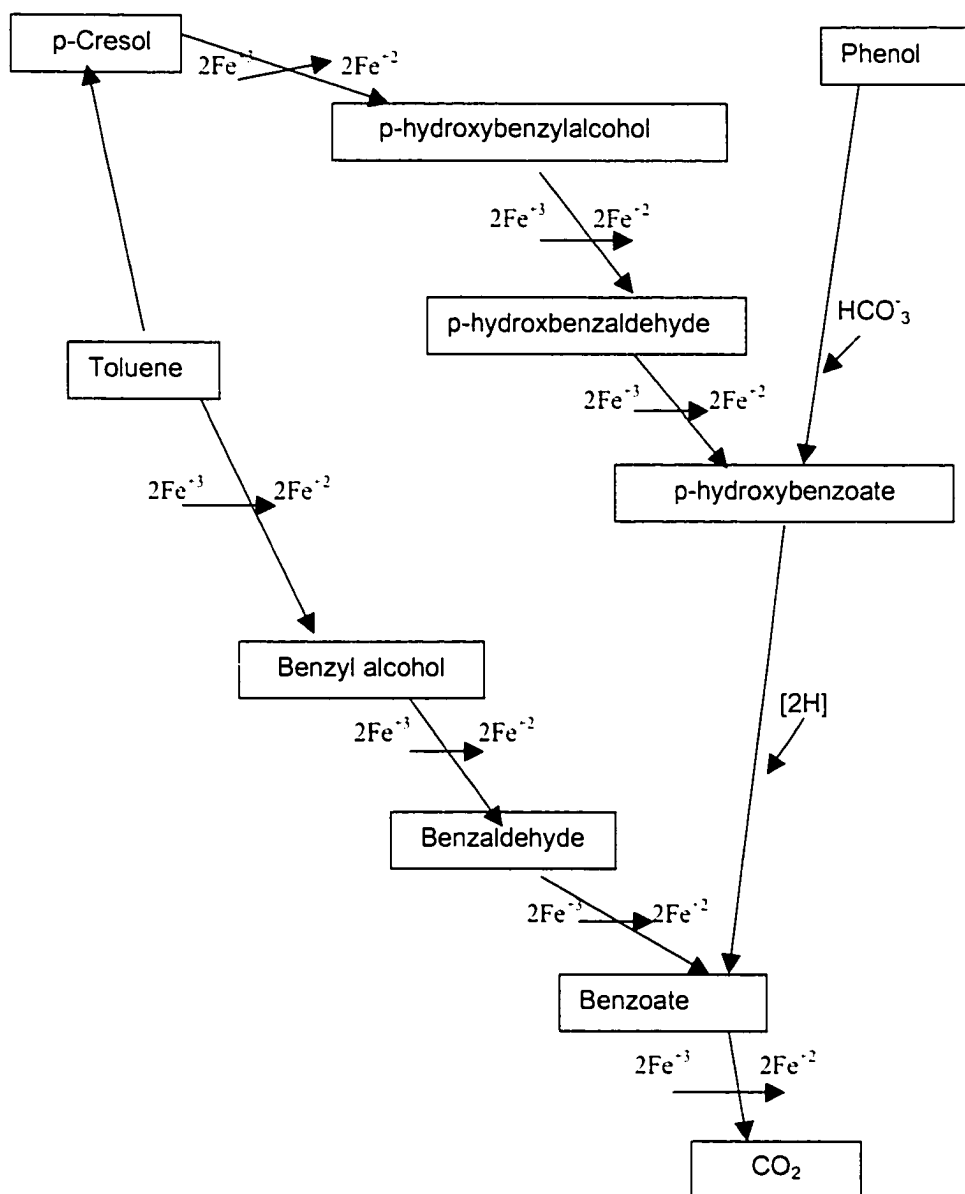 p-Cresol
2Fe⁺³ 2Fe⁺²
Phenol
p-hydroxybenzylalcohol
2Fe⁺³ 2Fe⁺²
p-hydroxbenzaldehyde
HCO⁻₃
Toluene
2Fe⁺³ 2Fe⁺²
p-hydroxybenzoate
2Fe⁺³ 2Fe⁺²
Benzyl alcohol
[2H]
2Fe⁺³ 2Fe⁺²
Benzaldehyde
2Fe⁺³ 2Fe⁺²
Benzoate
2Fe⁺³ 2Fe⁺²
CO₂